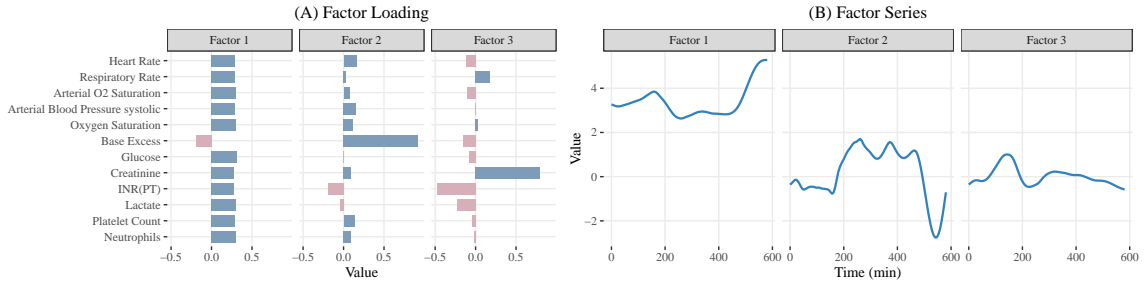 (A) Factor Loading
(B) Factor Series
Factor 1
Factor 2
Factor 3
Factor 1
Factor 2
Factor 3
Heart Rate
Respiratory Rate
Arterial O2 Saturation
Arterial Blood Pressure systolic
Oxygen Saturation
Base Excess
Glucose
Creatinine
INR(PT)
Lactate
Platelet Count
Neutrophils
−0.5 0.0 0.5 −0.5 0.0 0.5 −0.5 0.0 0.5
Value
Value
4
2
0
−2
0 200 400 600 0 200 400 600 0 200 400 600
Time (min)